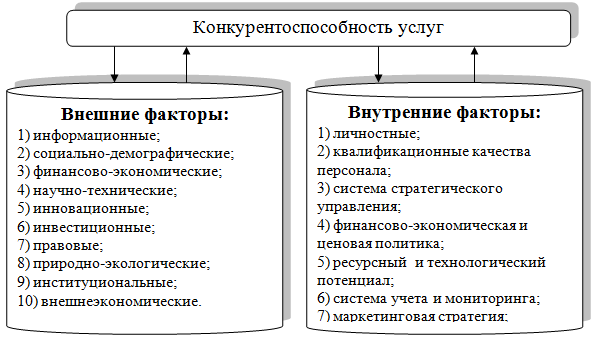 Конкурентоспособность услуг
Внешние факторы:
1) информационные;
2) социально-демографические;
3) финансово-экономические;
4) научно-технические;
5) инновационные;
6) инвестиционные;
7) правовые;
8) природно-экологические;
9) институциональные;
10) внешнеэкономические.
Внутренние факторы:
1) личностные;
2) квалификационные качества
персонала;
3) система стратегического
управления;
4) финансово-экономическая и
ценовая политика;
5) ресурсный и технологический
потенциал;
6) система учета и мониторинга;
7) маркетинговая стратегия;